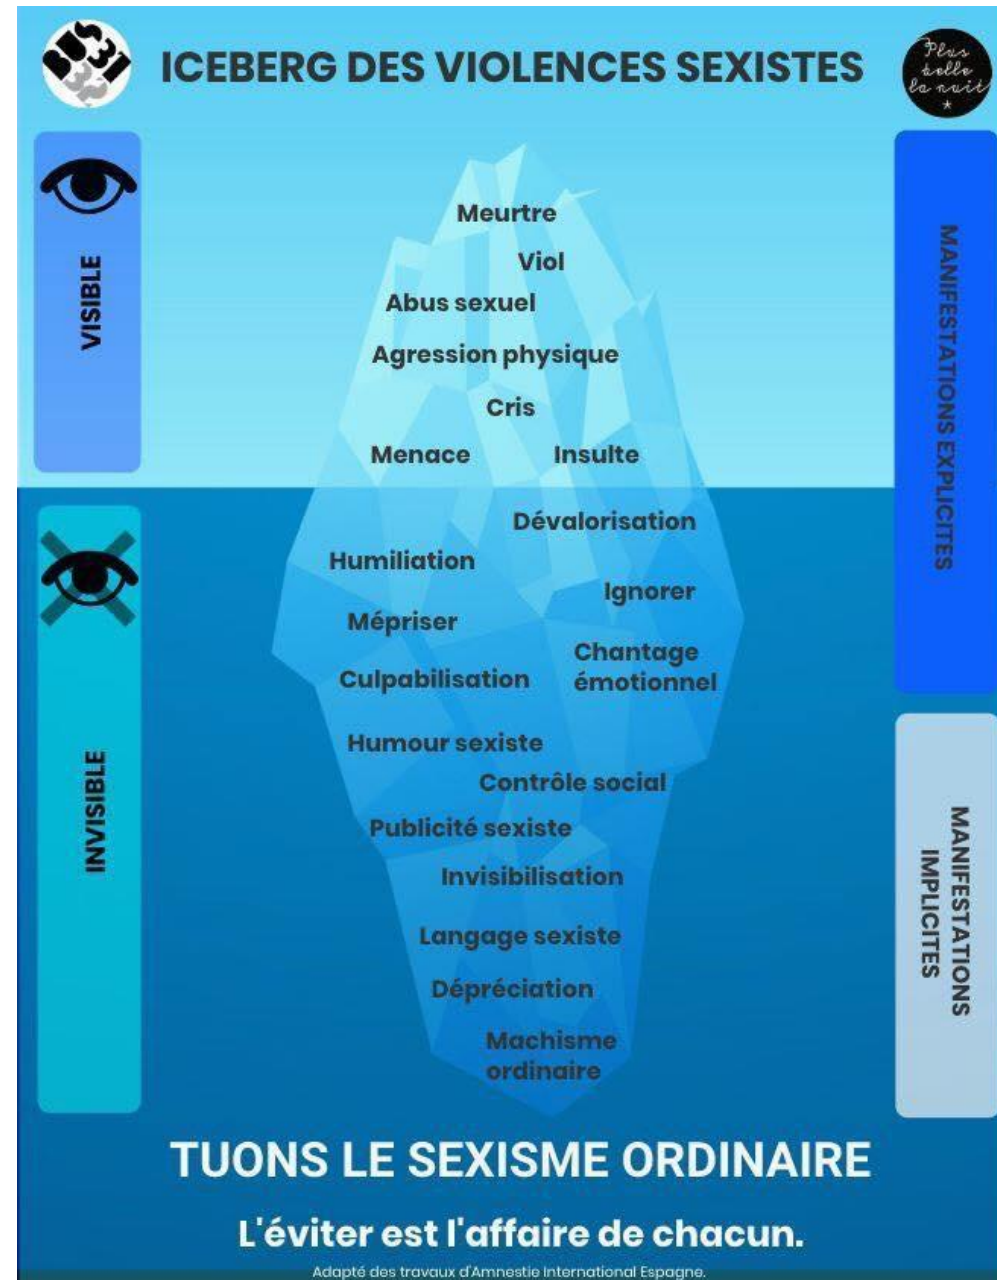 BUS
31
32
ICEBERG DES VIOLENCES SEXISTES
Plus
belle
la nuit
VISIBLE
Meurtre
Viol
Abus sexuel
Agression physique
Cris
Menace
Insulte
MANIFESTATIONS EXPLICITES
INVISIBLE
Dévalorisation
Humiliation
Ignorer
Mépriser
Chantage
émotionnel
Culpabilisation
Humour sexiste
Contrôle social
Publicité sexiste
Invisibilisation
Langage sexiste
Dépréciation
Machisme
ordinaire
MANIFESTATIONS
IMPLICITES
TUONS LE SEXISME ORDINAIRE
L'éviter est l'affaire de chacun.
Adapté des travaux d'Amnestie International Espagne.